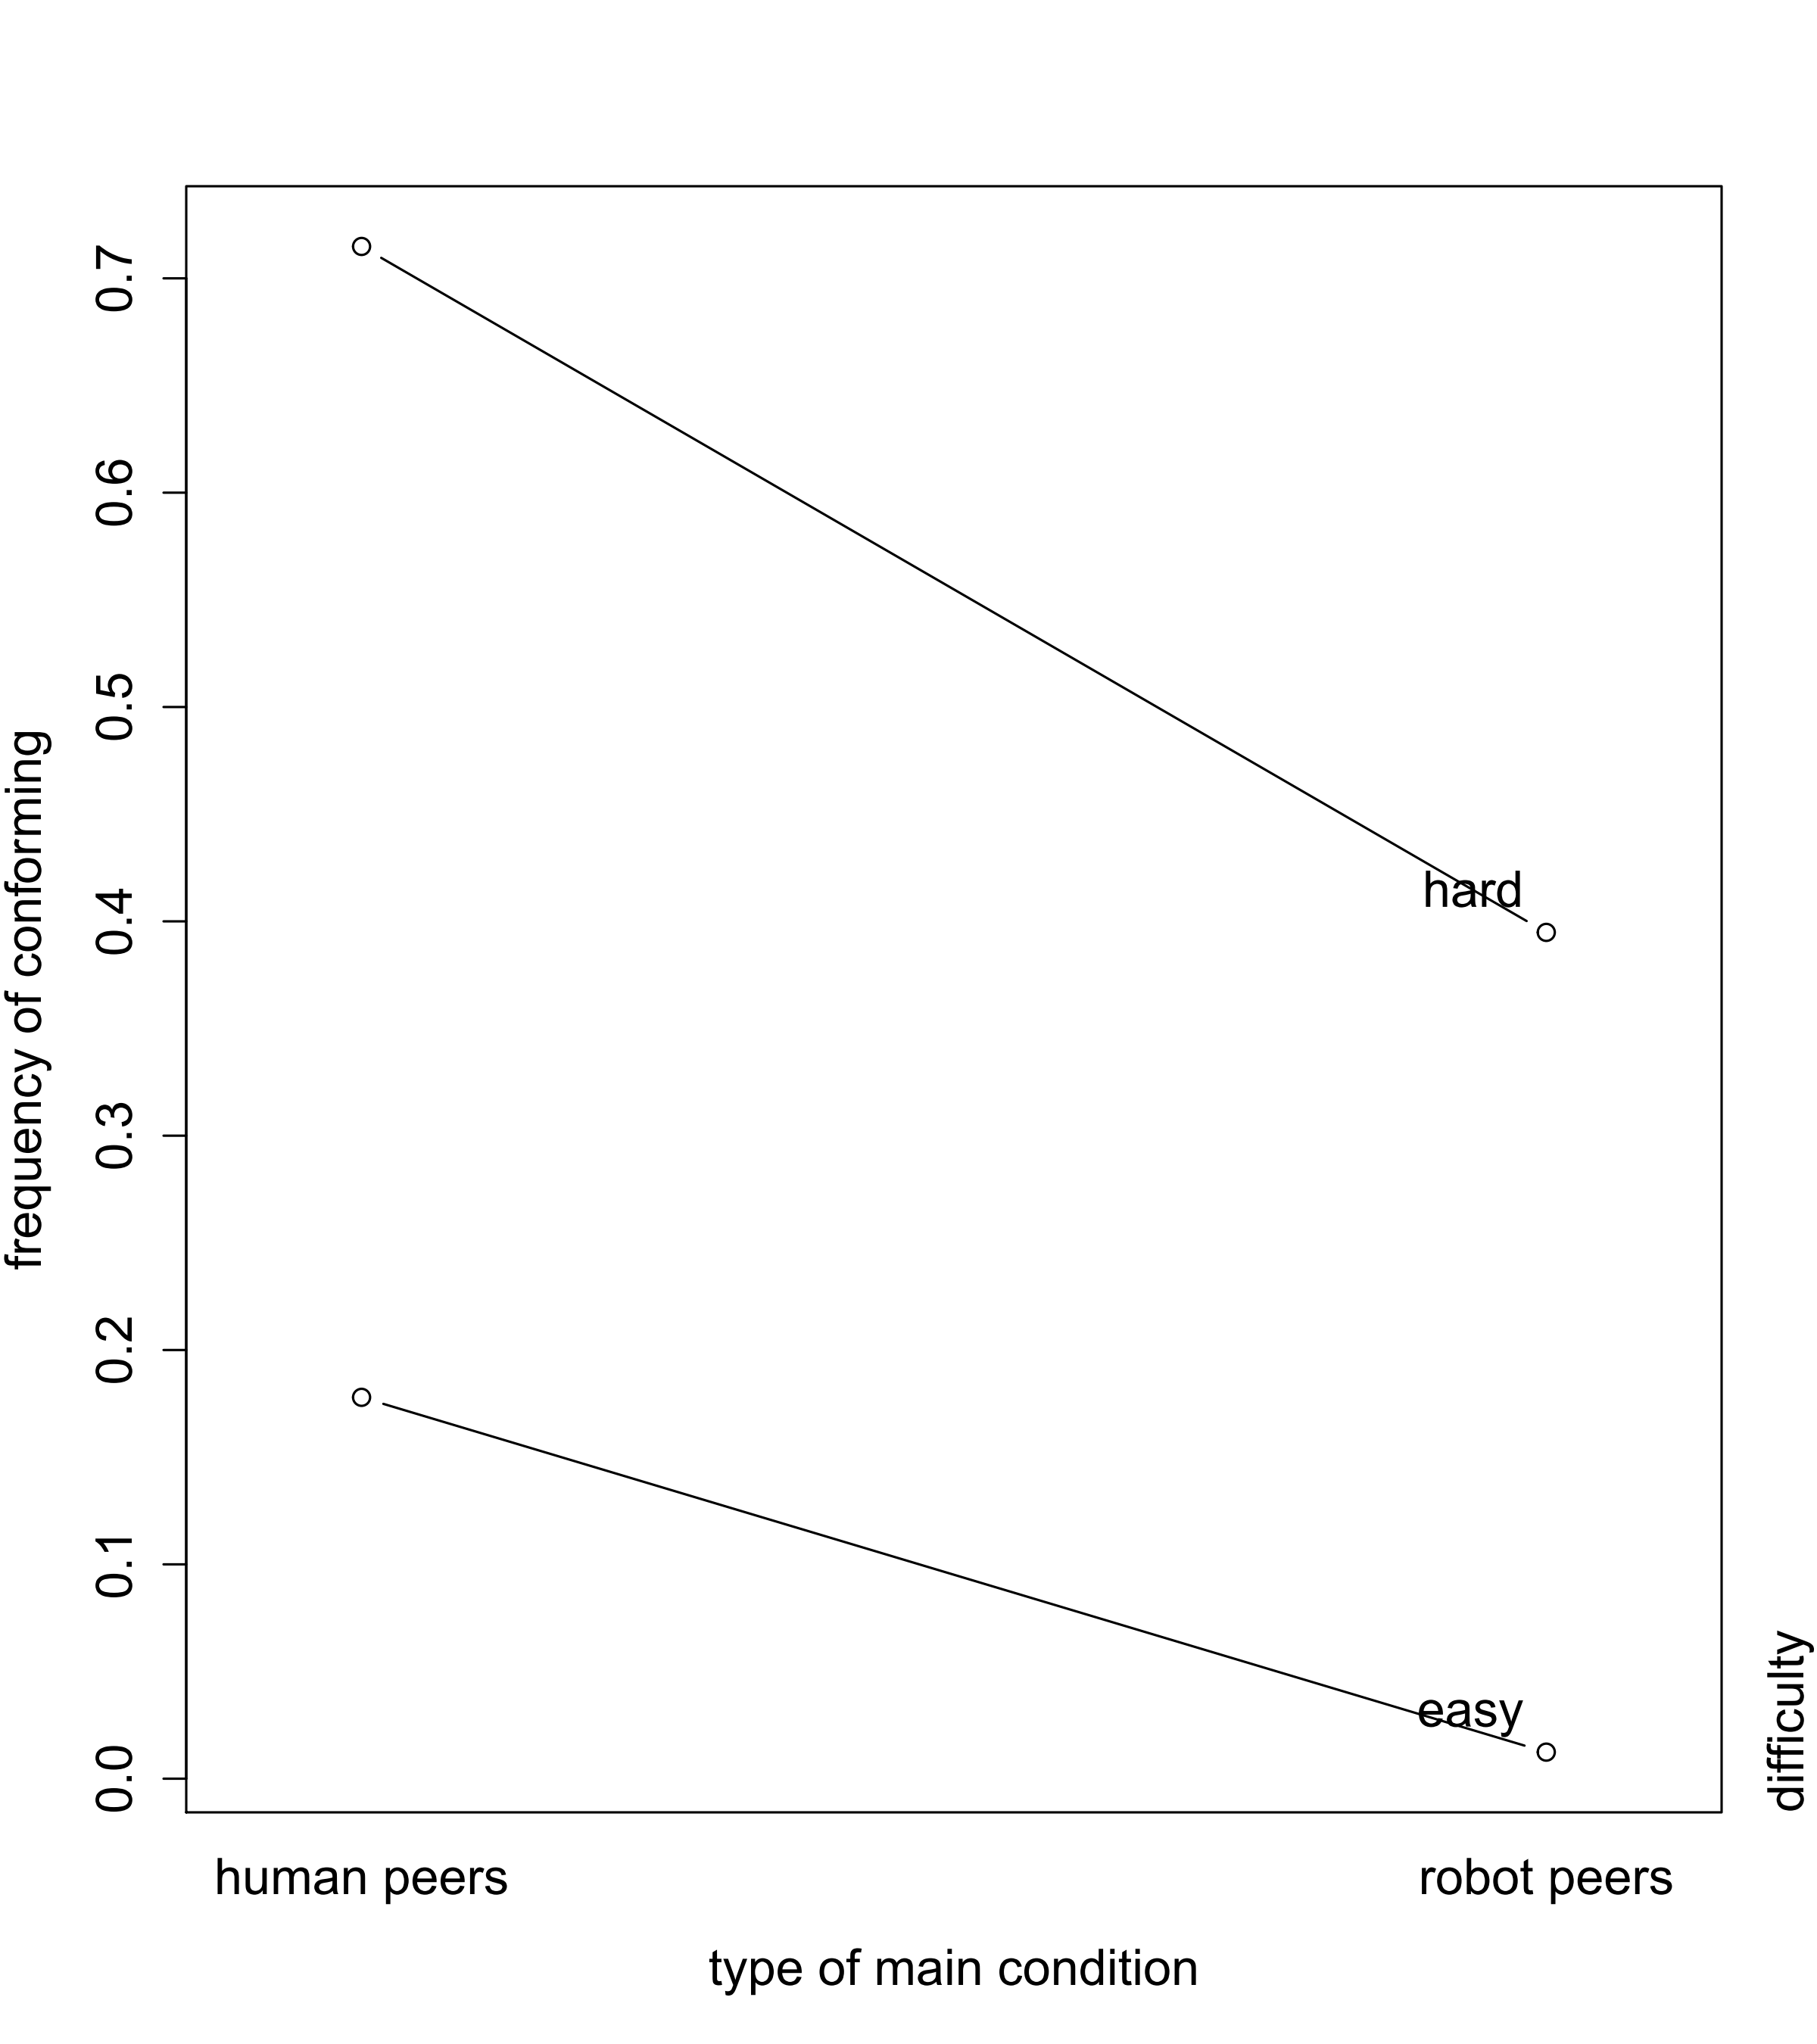 frequency of conforming
0.7
0.6
0.5
0.4
0.3
0.2
0.1
0.0
hard
easy
difficulty
human peers
robot peers
type of main condition